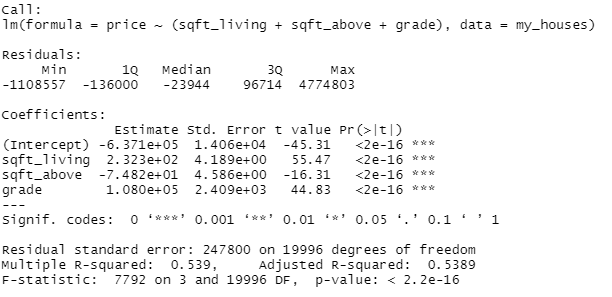 Call:
lm(formula = price ~ (sqft_living + sqft_above + grade), data = my_houses)
Residuals:
Min 1Q Median 3Q Max
-1108557 -136000 -23944 96714 4774803
Coefficients:
Estimate Std. Error t value Pr(>|t|)
(Intercept) -6.371e+05 1.406e+04 -45.31 <2e-16 ***
sqft_living 2.323e+02 4.189e+00 55.47 <2e-16 ***
sqft_above -7.482e+01 4.586e+00 -16.31 <2e-16 ***
grade 1.080e+05 2.409e+03 44.83 <2e-16 ***
---
Signif. codes: 0 ‘***’ 0.001 ‘**’ 0.01 ‘*’ 0.05 ‘.’ 0.1 ‘ ’ 1
Residual standard error: 247800 on 19996 degrees of freedom
Multiple R-squared: 0.539, Adjusted R-squared: 0.5389
F-statistic: 7792 on 3 and 19996 DF, p-value: < 2.2e-16